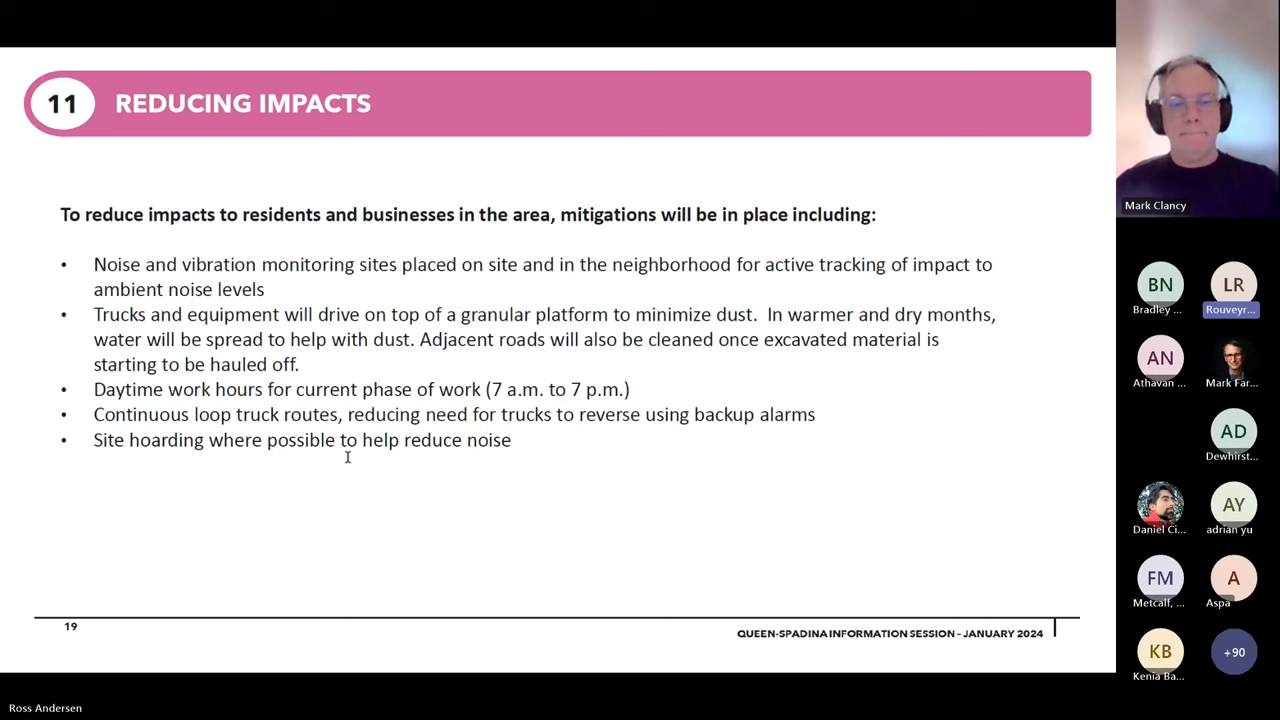 11 REDUCING IMPACTS
To reduce impacts to residents and businesses in the area, mitigations will be in place including:
• Noise and vibration monitoring sites placed on site and in the neighborhood for active tracking of impact to
ambient noise levels
• Trucks and equipment will drive on top of a granular platform to minimize dust. In warmer and dry months,
water will be spread to help with dust. Adjacent roads will also be cleaned once excavated material is
starting to be hauled off.
• Daytime work hours for current phase of work (7 a.m. to 7 p.m.)
• Continuous loop truck routes, reducing need for trucks to reverse using backup alarms
• Site hoarding where possible to help reduce noise
19
QUEEN-SPADINA INFORMATION SESSION – JANUARY 2024
Mark Clancy
BN LR
Bradley ... Rouveyr...
AN
Athavan ... Mark Far...
AD
Dewhirst...
AY
Daniel Ci... adrian yu
FM A
Metcalf, ... Aspa
KB +90
Kenia Ba...
Ross Andersen